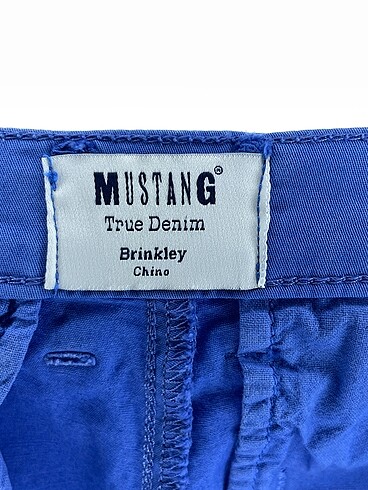 MUSTANG®
True Denim
Brinkley
Chino